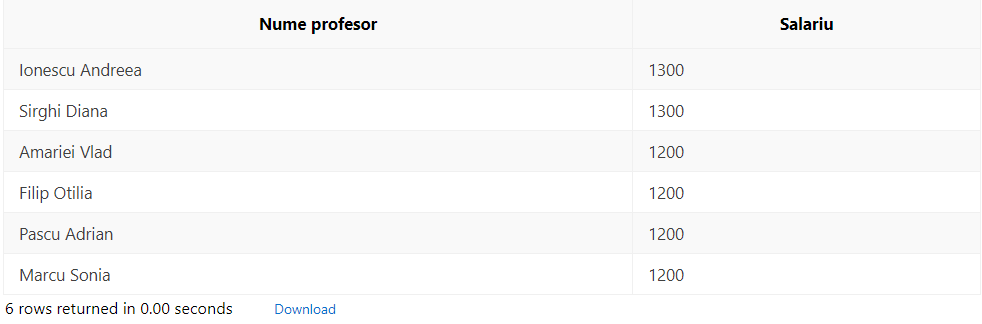 Nume profesor Salariu
Ionescu Andreea 1300
Sirghi Diana 1300
Amariei Vlad 1200
Filip Otilia 1200
Pascu Adrian 1200
Marcu Sonia 1200
6 rows returned in 0.00 seconds Download